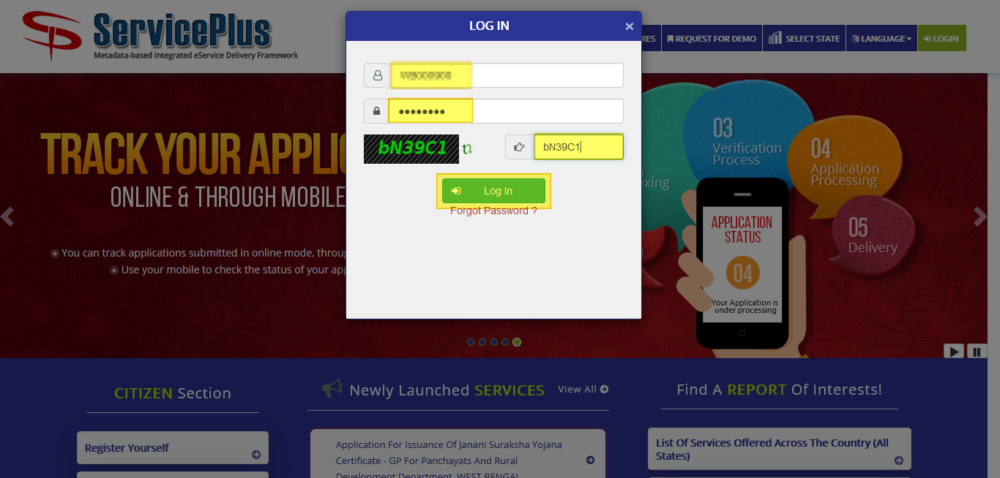 ServicePlus
Metadata-based Integrated eService Delivery Framework
LOG IN
×
RES
REQUEST FOR DEMO
SELECT STATE
LANGUAGE
LOGIN
bN39C1
bN39C1
Log In
Forgot Password ?
TRACK YOUR APPLIC
ONLINE & THROUGH MOBILE
You can track applications submitted in online mode, throug
Use your mobile to check the status of your app
03
Verification
Process
04
Application
Processing
exing
05
Delivery
APPLICATION
STATUS
04
Your Application is
under processing
CITIZEN Section
Register Yourself
Newly Launched SERVICES
View All
Application For Issuance Of Janani Suraksha Yojana
Certificate - GP For Panchayats And Rural
Development Department, WEST BENGAL
Find A REPORT Of Interests!
List Of Services Offered Across The Country (All
States)